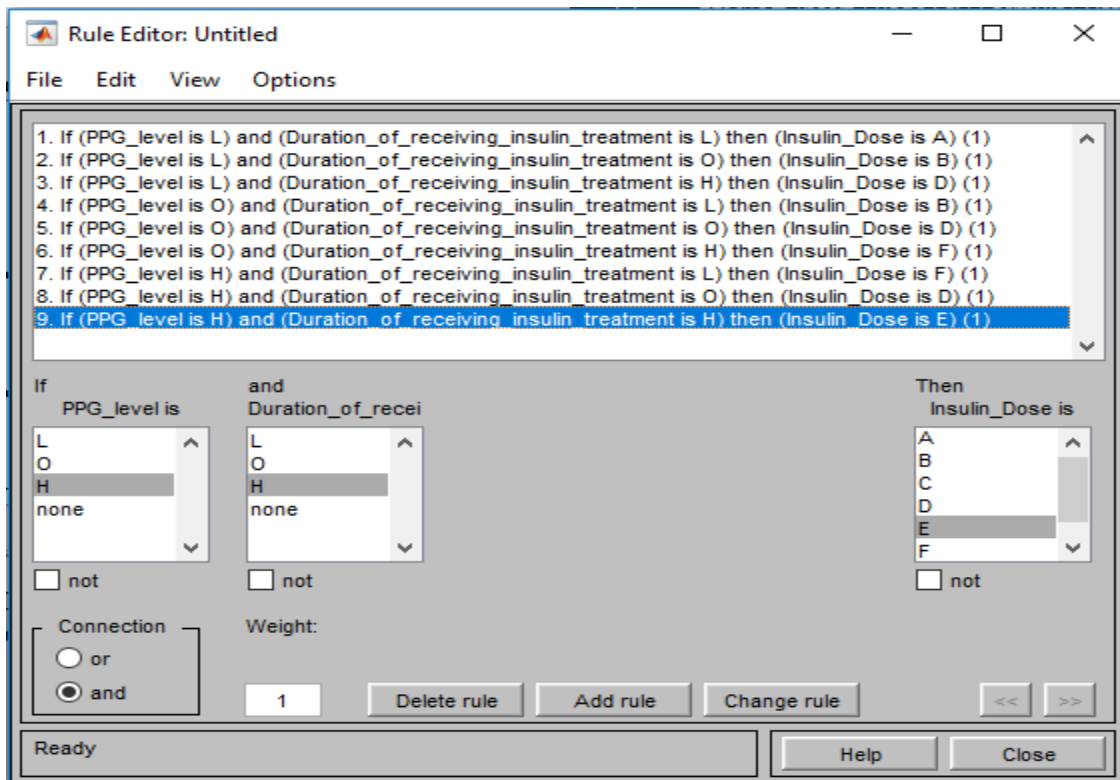 Rule Editor: Untitled
File Edit View Options
1. If (PPG_level is L) and (Duration_of_receiving_insulin_treatment is L) then (Insulin_Dose is A) (1)
2. If (PPG_level is L) and (Duration_of_receiving_insulin_treatment is O) then (Insulin_Dose is B) (1)
3. If (PPG_level is L) and (Duration_of_receiving_insulin_treatment is H) then (Insulin_Dose is D) (1)
4. If (PPG_level is O) and (Duration_of_receiving_insulin_treatment is L) then (Insulin_Dose is B) (1)
5. If (PPG_level is O) and (Duration_of_receiving_insulin_treatment is O) then (Insulin_Dose is D) (1)
6. If (PPG_level is O) and (Duration_of_receiving_insulin_treatment is H) then (Insulin_Dose is F) (1)
7. If (PPG_level is H) and (Duration_of_receiving_insulin_treatment is L) then (Insulin_Dose is F) (1)
8. If (PPG_level is H) and (Duration_of_receiving_insulin_treatment is O) then (Insulin_Dose is D) (1)
9. If (PPG_level is H) and (Duration_of_receiving_insulin_treatment is H) then (Insulin_Dose is E) (1)
If
PPG_level is
L
O
H
none
not
and
Duration_of_recei
L
O
H
none
not
Then
Insulin_Dose is
A
B
C
D
E
F
not
Connection
or
and
Weight:
1
Delete rule Add rule Change rule << >>
Ready
Help Close